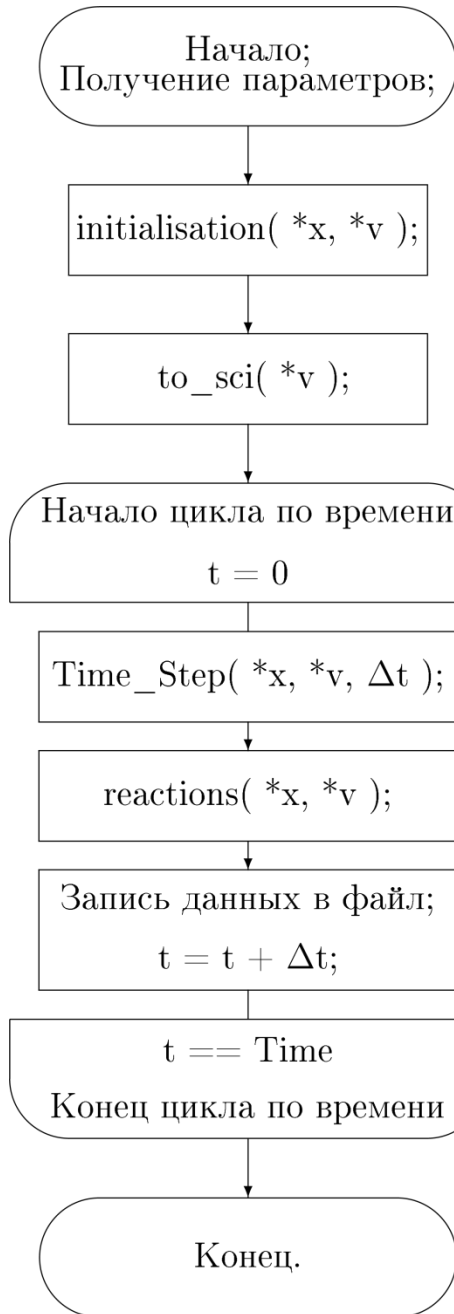 Начало;
Получение параметров;
initialisation( *x, *v );
to_sci( *v );
Начало цикла по времени
t = 0
Time_Step( *x, *v, Δt );
reactions( *x, *v );
Запись данных в файл;
t = t + Δt;
t == Time
Конец цикла по времени
Конец.